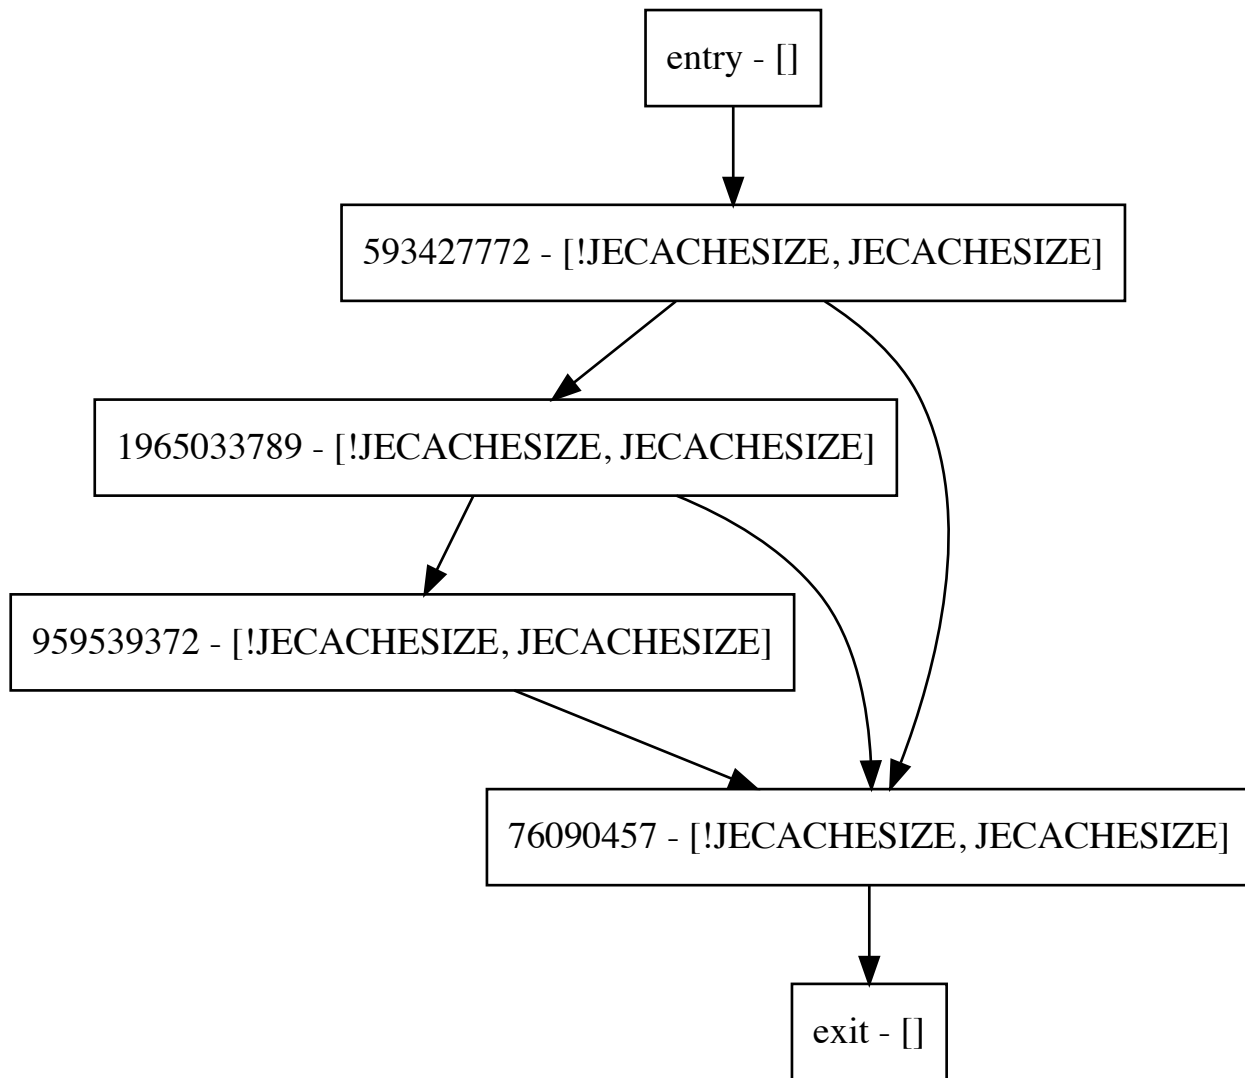 entry - []
593427772 - [!JECACHESIZE, JECACHESIZE]
1965033789 - [!JECACHESIZE, JECACHESIZE]
959539372 - [!JECACHESIZE, JECACHESIZE]
76090457 - [!JECACHESIZE, JECACHESIZE]
exit - []